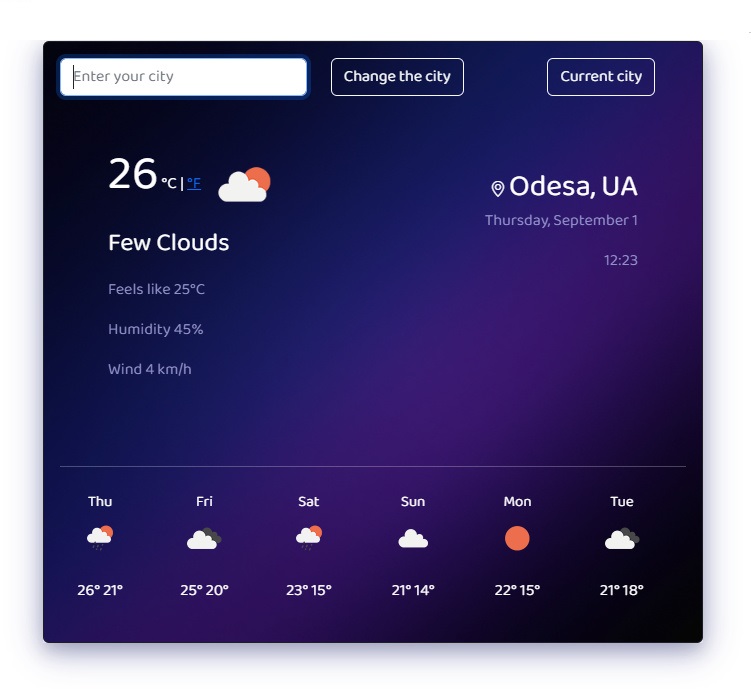 Enter your city
Change the city
Current city
26 °C | °F
Odesa, UA
Thursday, September 1
12:23
Few Clouds
Feels like 25°C
Humidity 45%
Wind 4 km/h
Thu Fri Sat Sun Mon Tue
26° 21° 25° 20° 23° 15° 21° 14° 22° 15° 21° 18°